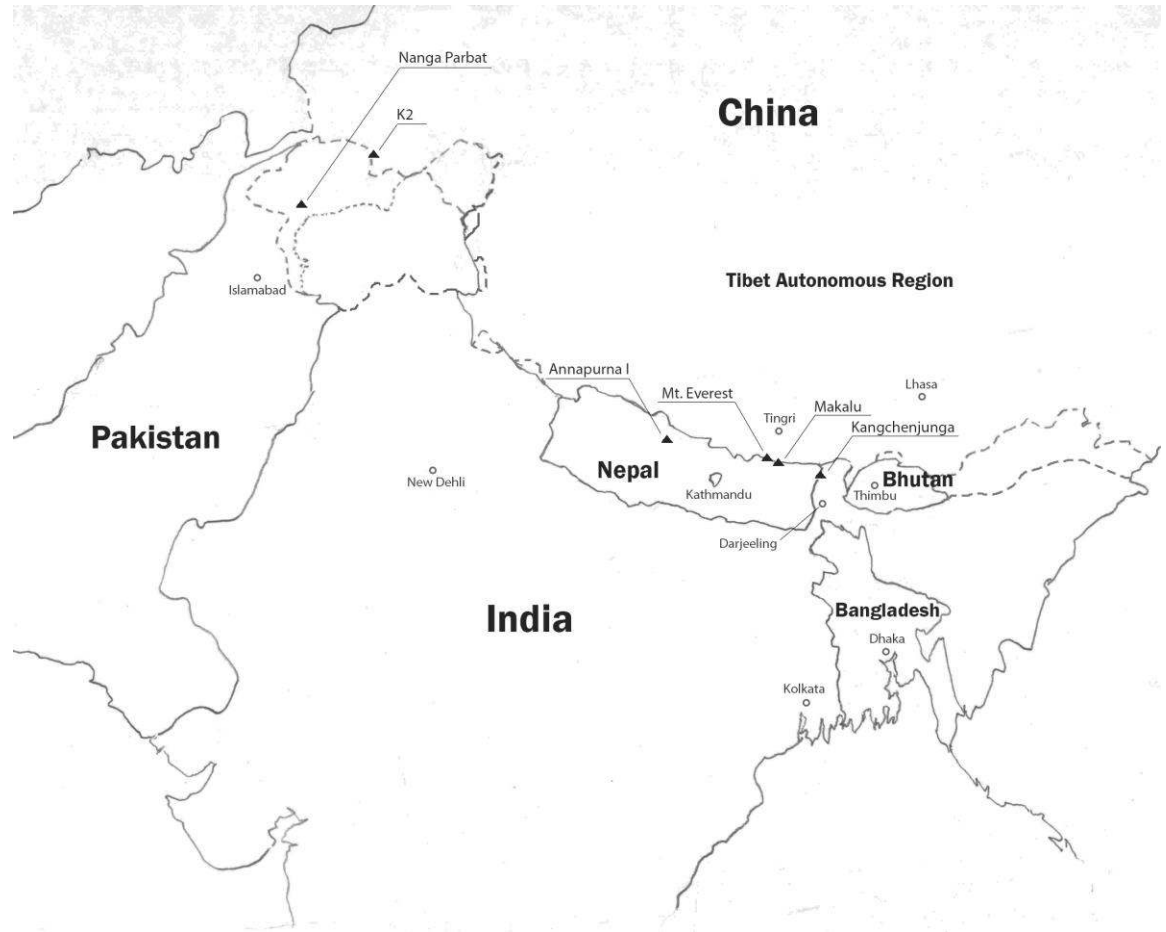 Nanga Parbat
K2
China
Islamabad
Tibet Autonomous Region
Annapurna I
Mt. Everest
Tingri
Makalu
Lhasa
Kangchenjunga
Pakistan
New Dehli
Nepal
Kathmandu
Bhutan
Thimbu
Darjeeling
India
Bangladesh
Dhaka
Kolkata